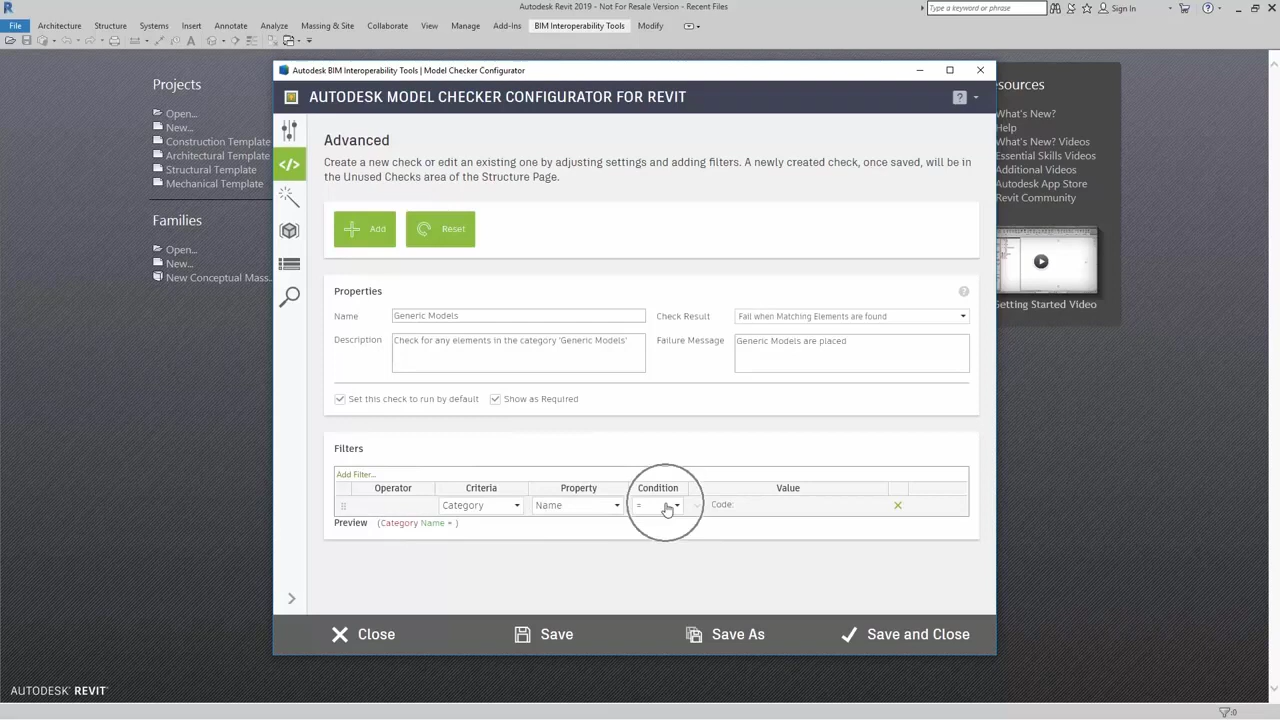 Autodesk Revit 2019 - Not For Resale Version - Recent Files
Type a keyword or phrase
Sign In
File Architecture Structure Systems Insert Annotate Analyze Massing & Site Collaborate View Manage Add-Ins BIM Interoperability Tools Modify
Projects
Open...
New...
Construction Template
Architectural Template
Structural Template
Mechanical Template
Families
Open...
New...
New Conceptual Mass...
Autodesk BIM Interoperability Tools | Model Checker Configurator
AUTODESK MODEL CHECKER CONFIGURATOR FOR REVIT
Advanced
Create a new check or edit an existing one by adjusting settings and adding filters. A newly created check, once saved, will be in
the Unused Checks area of the Structure Page.
Add Reset
Properties
Name Generic Models
Check Result Fail when Matching Elements are found
Description Check for any elements in the category 'Generic Models'
Failure Message Generic Models are placed
Set this check to run by default Show as Required
Filters
Add Filter...
Operator Criteria Property Condition Value
Category Name = Code:
Preview (Category Name = )
Close Save Save As Save and Close
esources
What's New?
Help
What's New? Videos
Essential Skills Videos
Additional Videos
Autodesk App Store
Revit Community
Getting Started Video
AUTODESK® REVIT®
:0